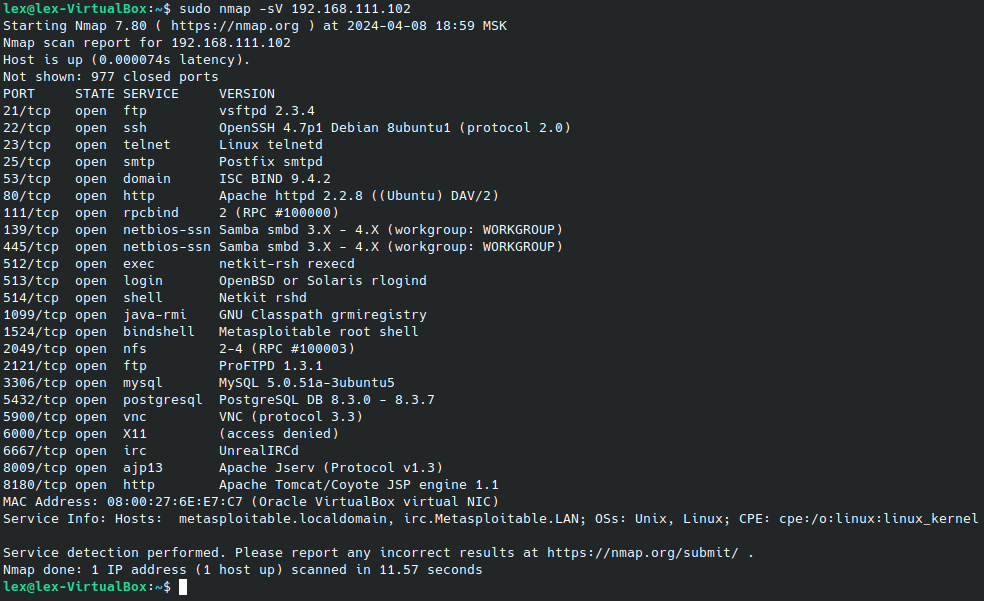 lex@lex-VirtualBox:~$ sudo nmap -sV 192.168.111.102
Starting Nmap 7.80 ( https://nmap.org ) at 2024-04-08 18:59 MSK
Nmap scan report for 192.168.111.102
Host is up (0.000074s latency).
Not shown: 977 closed ports
PORT     STATE SERVICE     VERSION
21/tcp   open  ftp         vsftpd 2.3.4
22/tcp   open  ssh         OpenSSH 4.7p1 Debian 8ubuntu1 (protocol 2.0)
23/tcp   open  telnet      Linux telnetd
25/tcp   open  smtp        Postfix smtpd
53/tcp   open  domain      ISC BIND 9.4.2
80/tcp   open  http        Apache httpd 2.2.8 ((Ubuntu) DAV/2)
111/tcp  open  rpcbind     2 (RPC #100000)
139/tcp  open  netbios-ssn Samba smbd 3.X - 4.X (workgroup: WORKGROUP)
445/tcp  open  netbios-ssn Samba smbd 3.X - 4.X (workgroup: WORKGROUP)
512/tcp  open  exec        netkit-rsh rexecd
513/tcp  open  login       OpenBSD or Solaris rlogind
514/tcp  open  shell       Netkit rshd
1099/tcp open  java-rmi    GNU Classpath grmiregistry
1524/tcp open  bindshell   Metasploitable root shell
2049/tcp open  nfs         2-4 (RPC #100003)
2121/tcp open  ftp         ProFTPD 1.3.1
3306/tcp open  mysql       MySQL 5.0.51a-3ubuntu5
5432/tcp open  postgresql  PostgreSQL DB 8.3.0 - 8.3.7
5900/tcp open  vnc         VNC (protocol 3.3)
6000/tcp open  X11         (access denied)
6667/tcp open  irc         UnrealIRCd
8009/tcp open  ajp13       Apache Jserv (Protocol v1.3)
8180/tcp open  http        Apache Tomcat/Coyote JSP engine 1.1
MAC Address: 08:00:27:6E:E7:C7 (Oracle VirtualBox virtual NIC)
Service Info: Hosts:  metasploitable.localdomain, irc.Metasploitable.LAN; OSs: Unix, Linux; CPE: cpe:/o:linux:linux_kernel
Service detection performed. Please report any incorrect results at https://nmap.org/submit/ .
Nmap done: 1 IP address (1 host up) scanned in 11.57 seconds
lex@lex-VirtualBox:~$